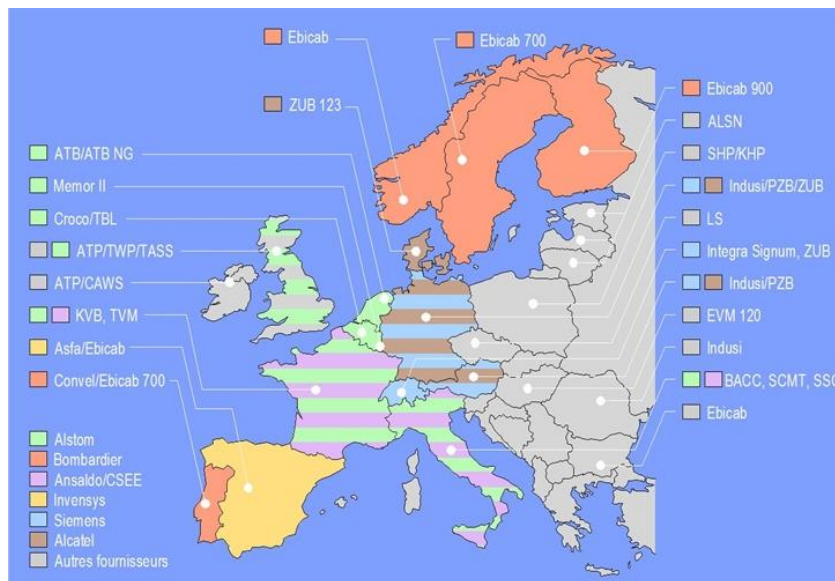 Ebicab
Ebicab 700
ZUB 123
ATB/ATB NG
Memor II
Croco/TBL
ATP/TWP/TASS
ATP/CAWS
KVB, TVM
Asfa/Ebicab
Convel/Ebicab 700
Alstom
Bombardier
Ansaldo/CSEE
Invensys
Siemens
Alcatel
Autres fournisseurs
Ebicab 900
ALSN
SHP/KHP
Indusi/PZB/ZUB
LS
Integra Signum, ZUB
Indusi/PZB
EVM 120
Indusi
BACC, SCMT, SSC
Ebicab